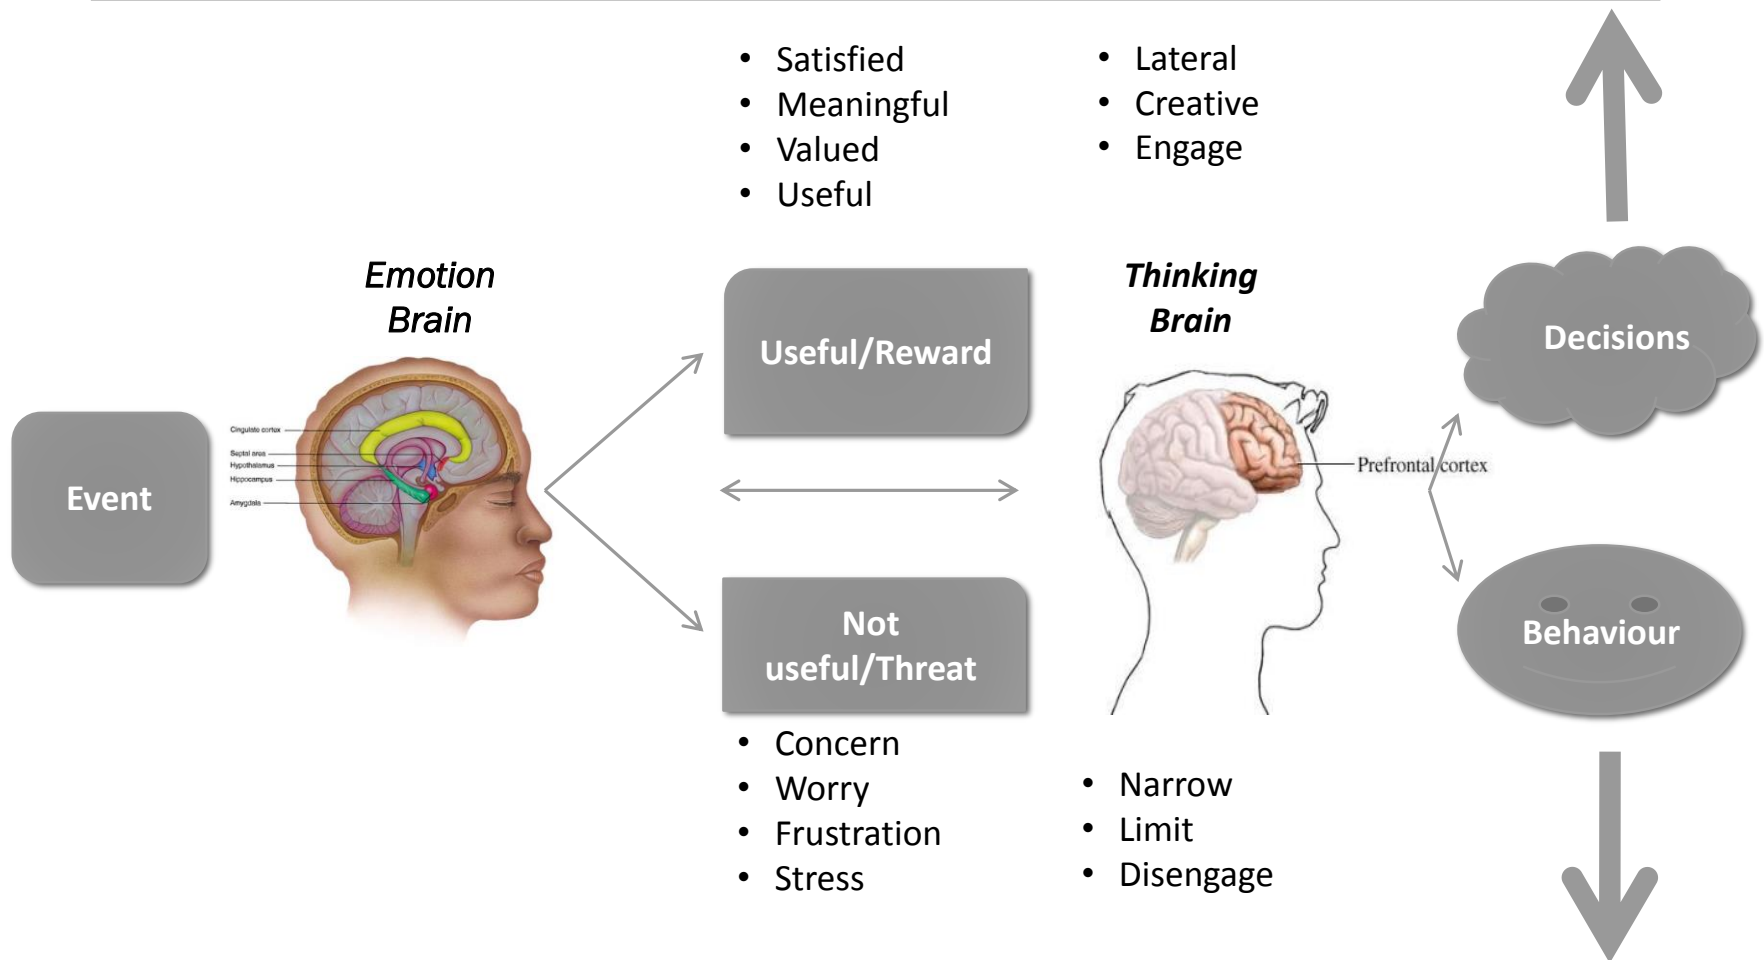 • Satisfied
• Meaningful
• Valued
• Useful
• Lateral
• Creative
• Engage
Emotion
Brain
Useful/Reward
Thinking
Brain
Decisions
Event
Cingulate cortex
Septal area
Hypothalamus
Hippocampus
Amygdala
Prefrontal cortex
Not
useful/Threat
Behaviour
• Concern
• Worry
• Frustration
• Stress
• Narrow
• Limit
• Disengage